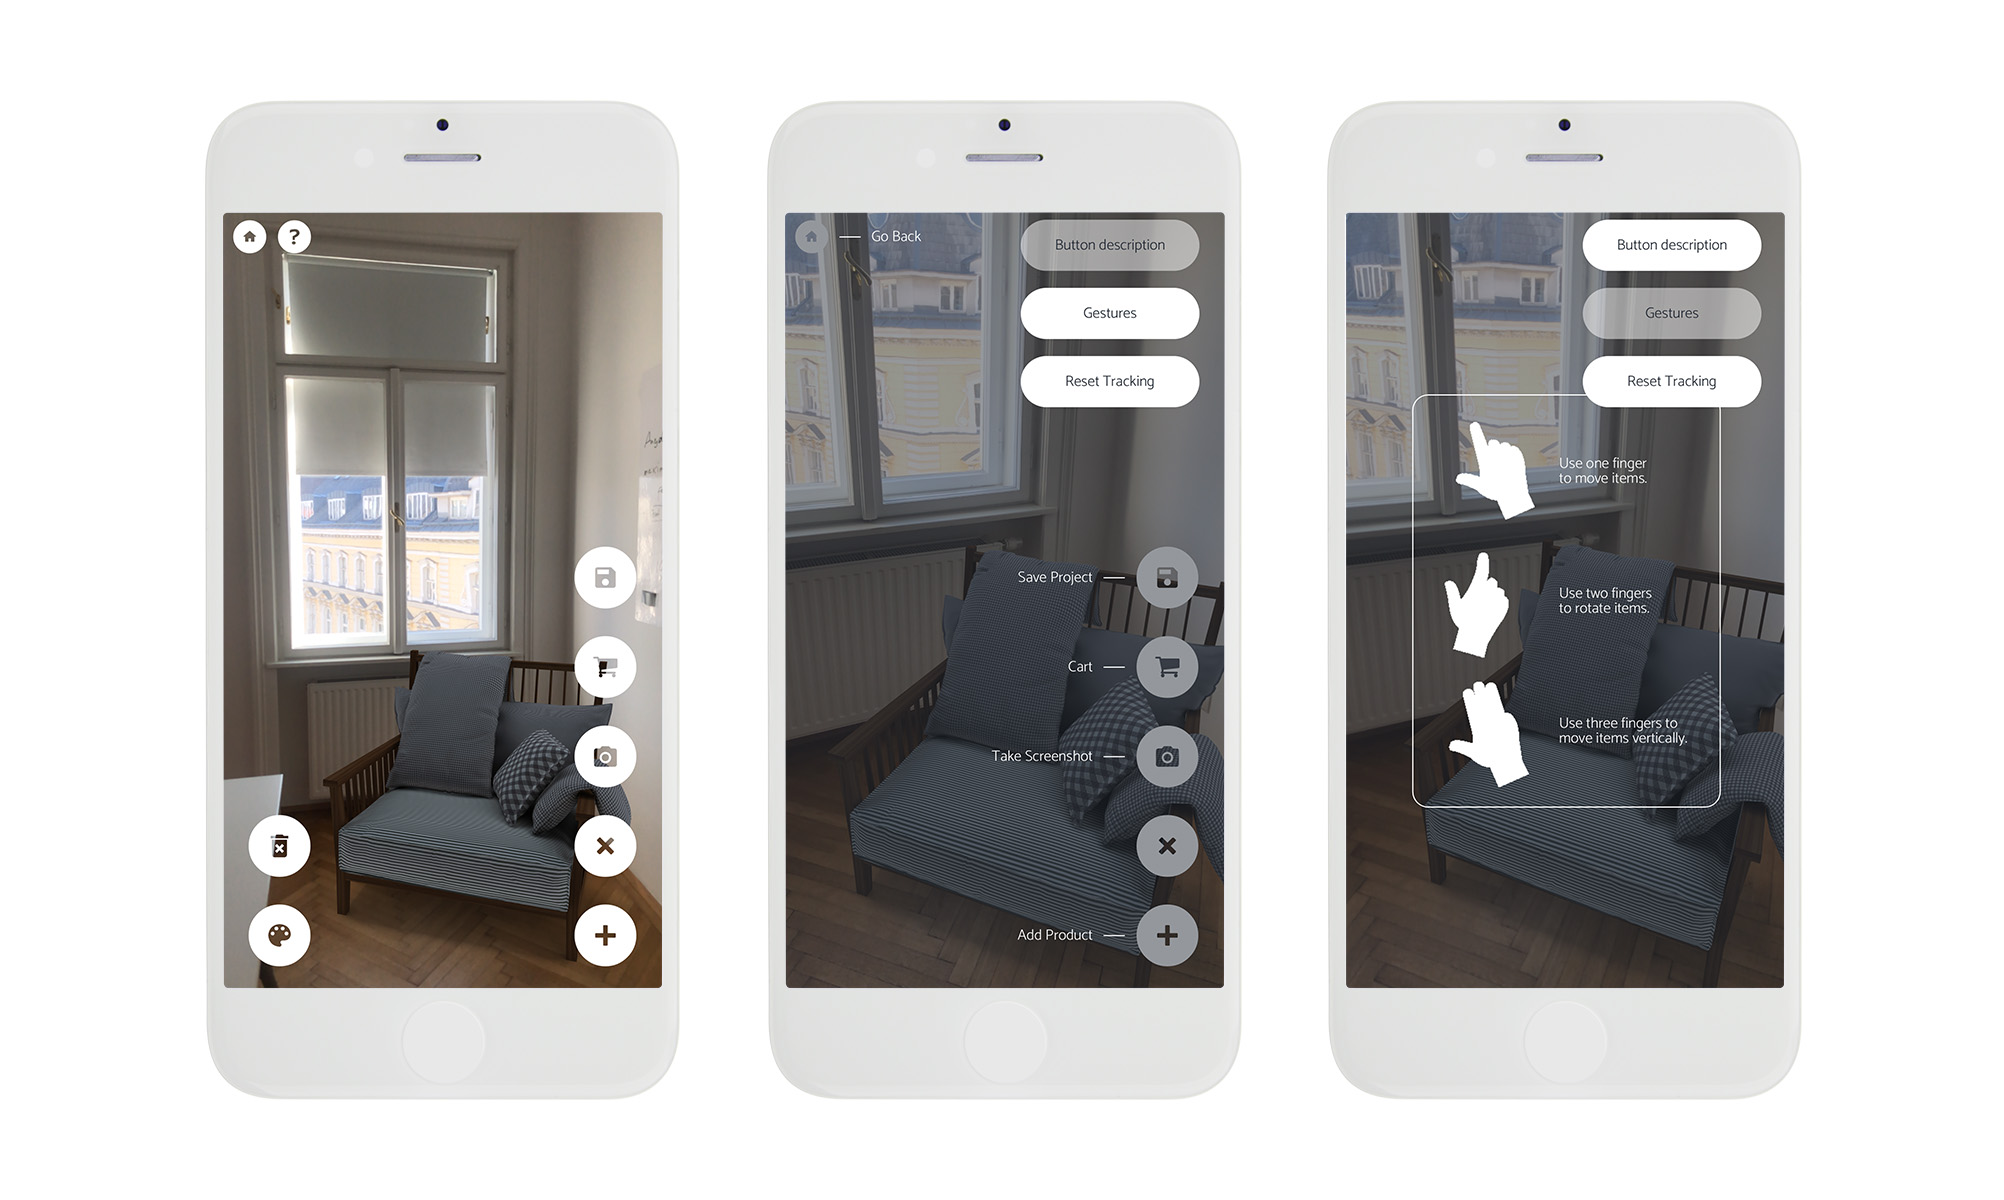 ?
Go Back
Button description
Gestures
Reset Tracking
Save Project
Cart
Take Screenshot
Add Product
Button description
Gestures
Reset Tracking
Use one finger
to move items.
Use two fingers
to rotate items.
Use three fingers to
move items vertically.